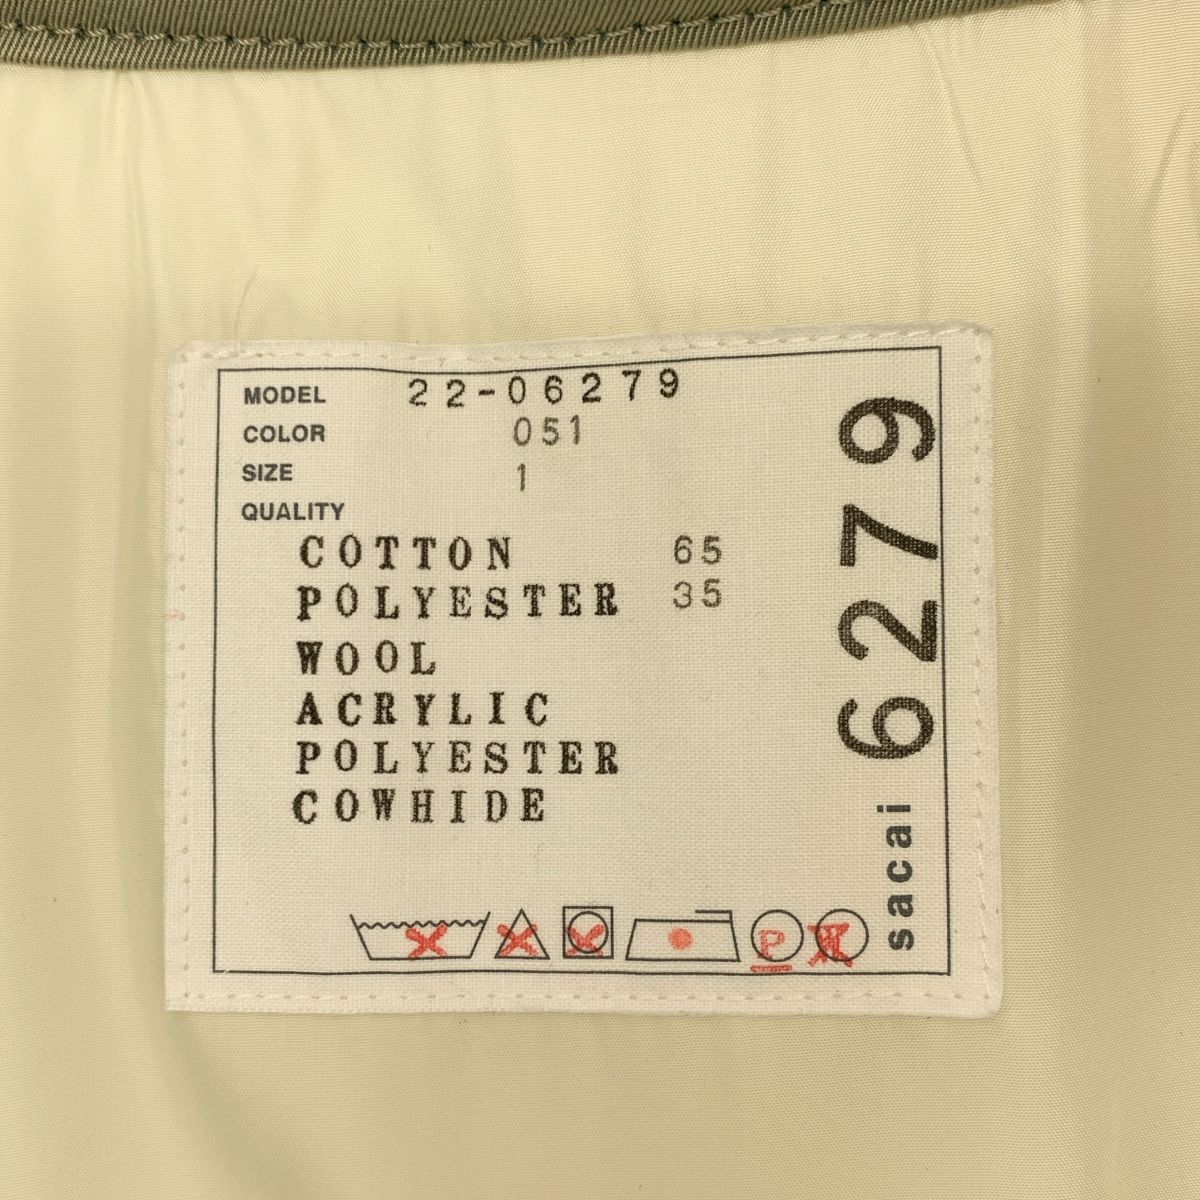 MODEL 22-06279
COLOR 051
SIZE 1
QUALITY
COTTON 65
POLYESTER 35
WOOL
ACRYLIC
POLYESTER
COWHIDE
P
W
sacai 6279